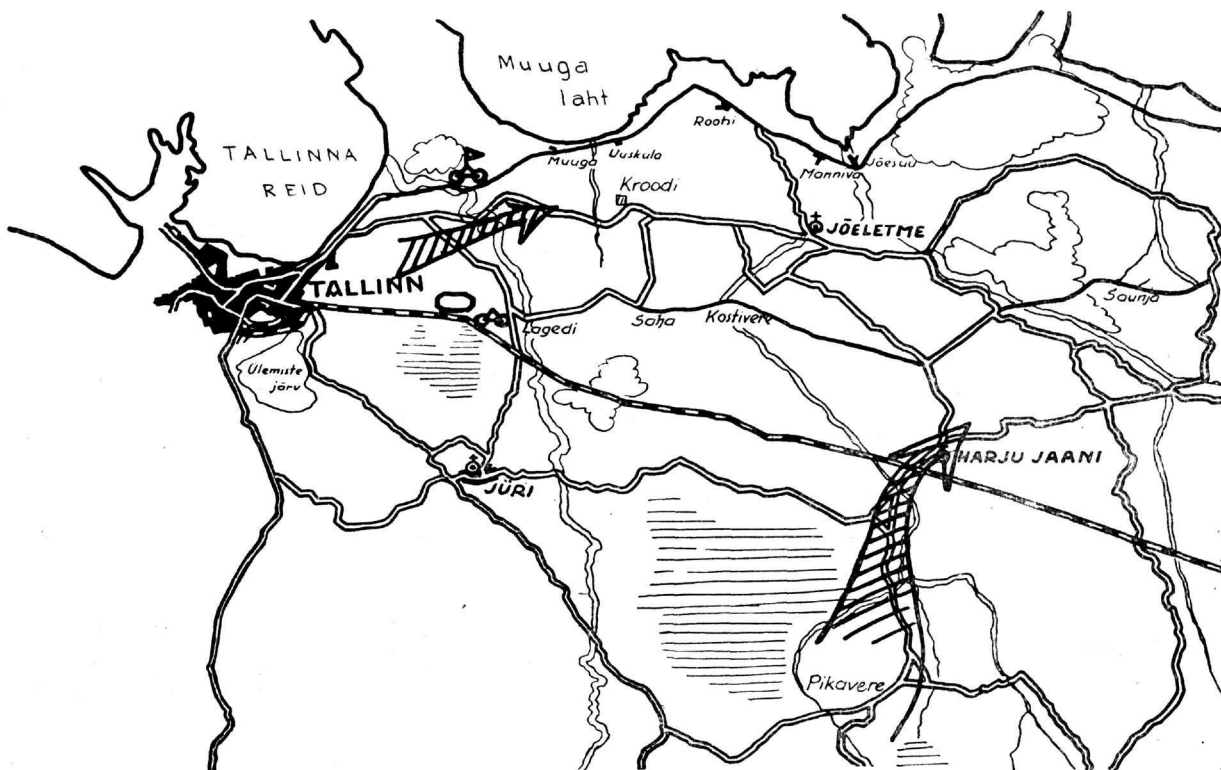 Muuga
laht
TALLINNA
REID
Roohi
Muuga
Uuskula
Manniva
Jõesuu
Kroodi
JÕELETME
TALLINN
Saunja
Lagedi
Saha
Kostivere
Ülemiste
järv
HARJU JAANI
JÜRI
Pikavere